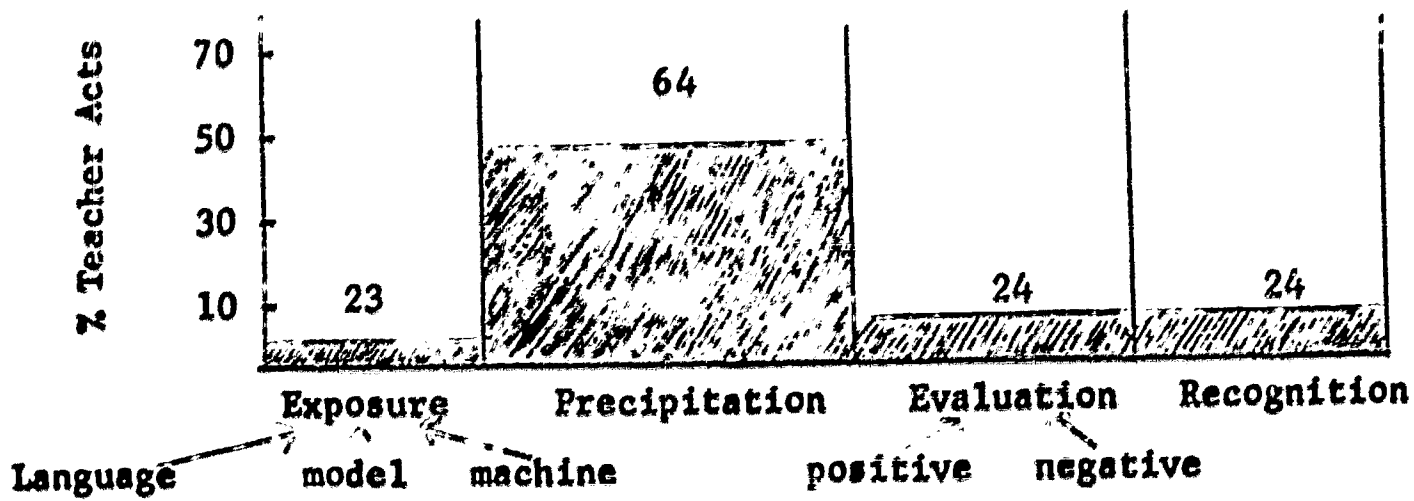 % Teacher Acts
70
64
50
30
23
24
24
10
Exposure Precipitation Evaluation Recognition
Language model machine positive negative